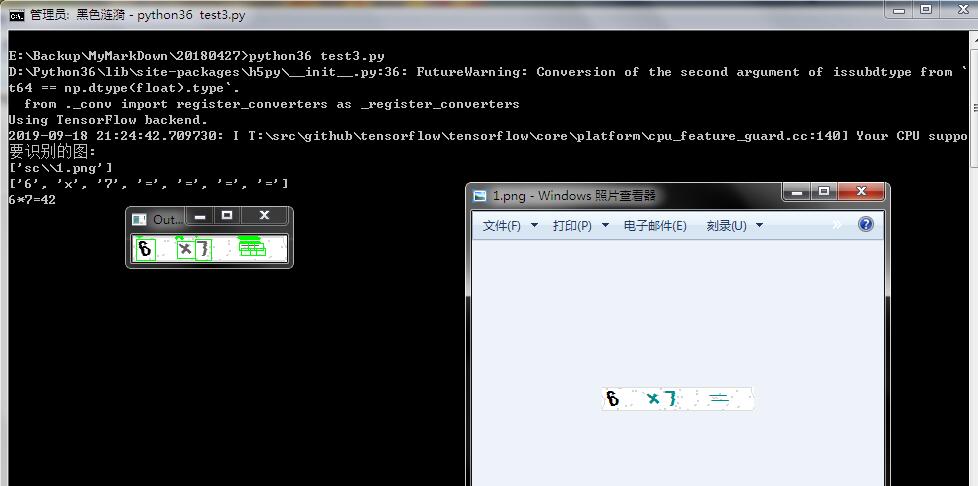 管理员: 黑色涟漪 - python36 test3.py
E:\Backup\MyMarkDown\20180427>python36 test3.py
D:\Python36\lib\site-packages\h5py\__init__.py:36: FutureWarning: Conversion of the second argument of issubdtype from `
t64 == np.dtype(float).type`.
from ._conv import register_converters as _register_converters
Using TensorFlow backend.
2019-09-18 21:24:42.709730: I T:\src\github\tensorflow\tensorflow\core\platform\cpu_feature_guard.cc:140] Your CPU suppo
要识别的图:
['sc\\1.png']
['6', 'x', '7', '=', '=', '=', '=']
6*7=42
Out...
6 × 7
1.png - Windows 照片查看器
文件(F) 打印(P) 电子邮件(E) 刻录(U) »
6 × 7 =